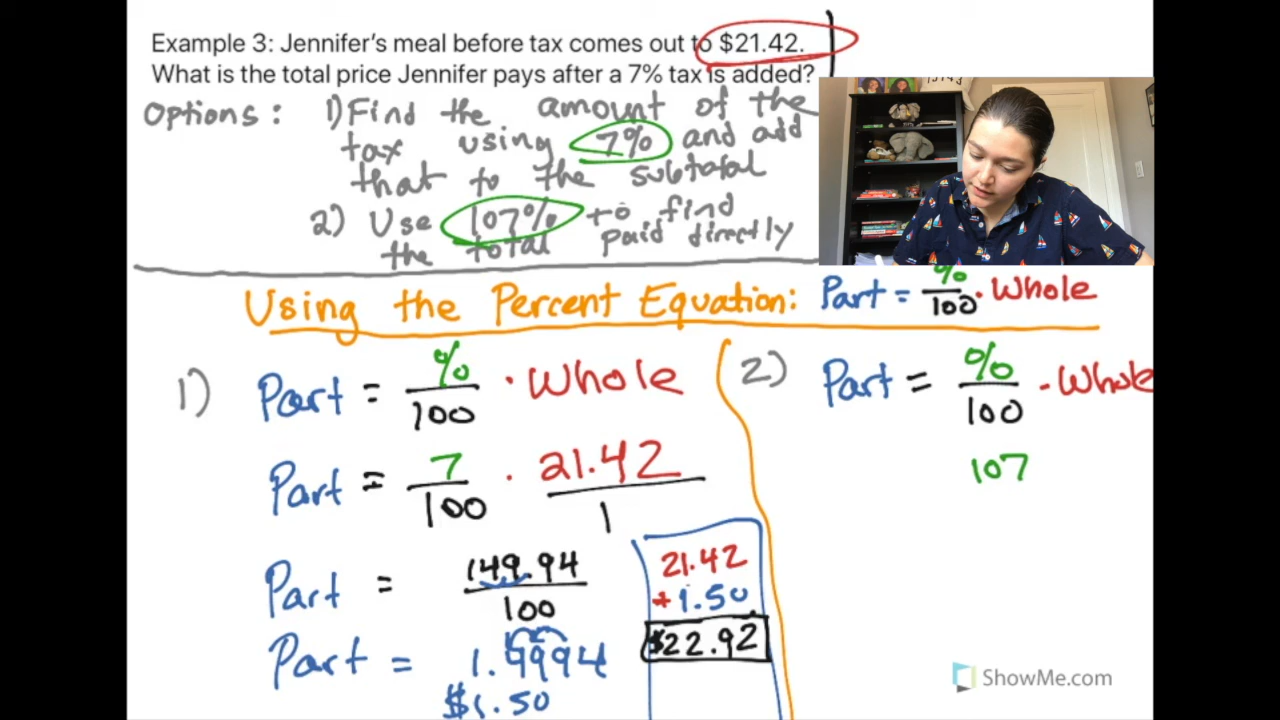 Example 3: Jennifer's meal before tax comes out to $21.42.
What is the total price Jennifer pays after a 7% tax is added?
Options: 1) Find the amount of the
tax using 7% and add
that to the subtotal
2) Use 107% to find
the total paid directly
Using the Percent Equation: Part = %/100 · Whole
1) Part = %/100 · Whole
Part = 7/100 · 21.42/1
Part = 149.94/100
Part = 1.9994
$1.50
21.42
+1.50
$22.92
2) Part = %/100 · Whole
107
ShowMe.com